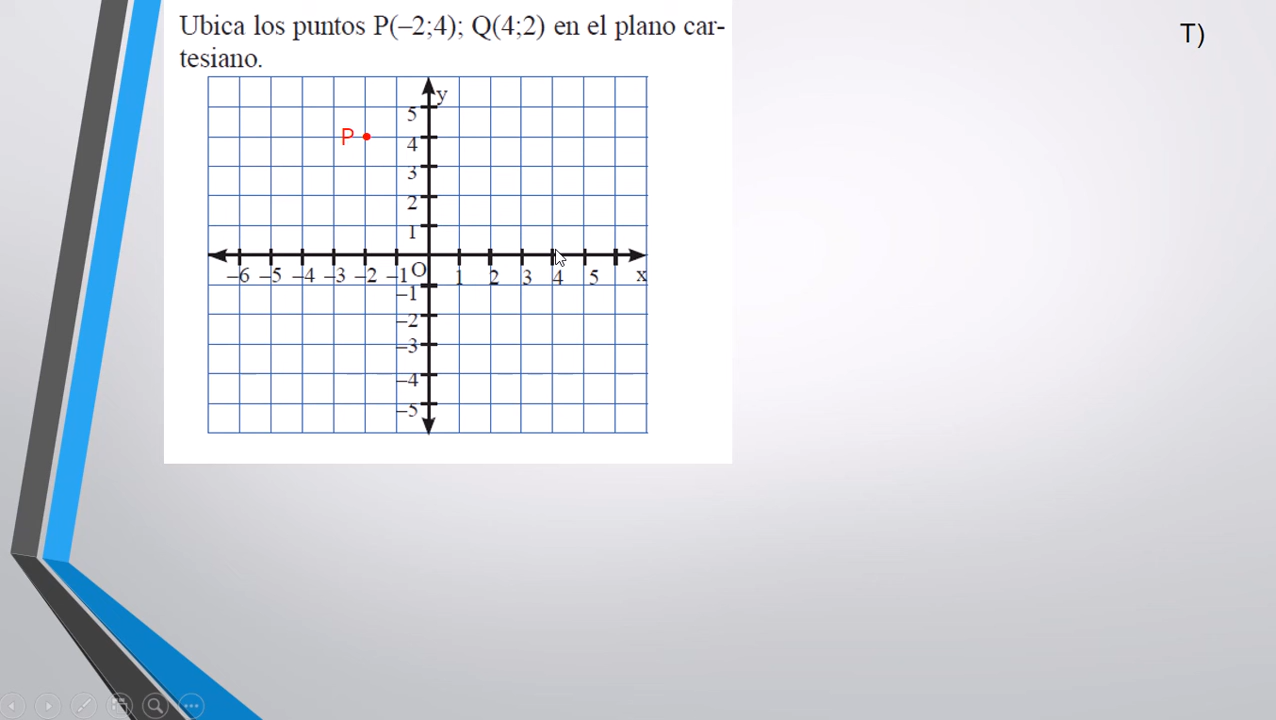 Ubica los puntos P(–2;4); Q(4;2) en el plano car-
tesiano.
T)
y
5
P
4
3
2
1
–6 –5 –4 –3 –2 –1 O 1 2 3 4 5 x
–1
–2
–3
–4
–5